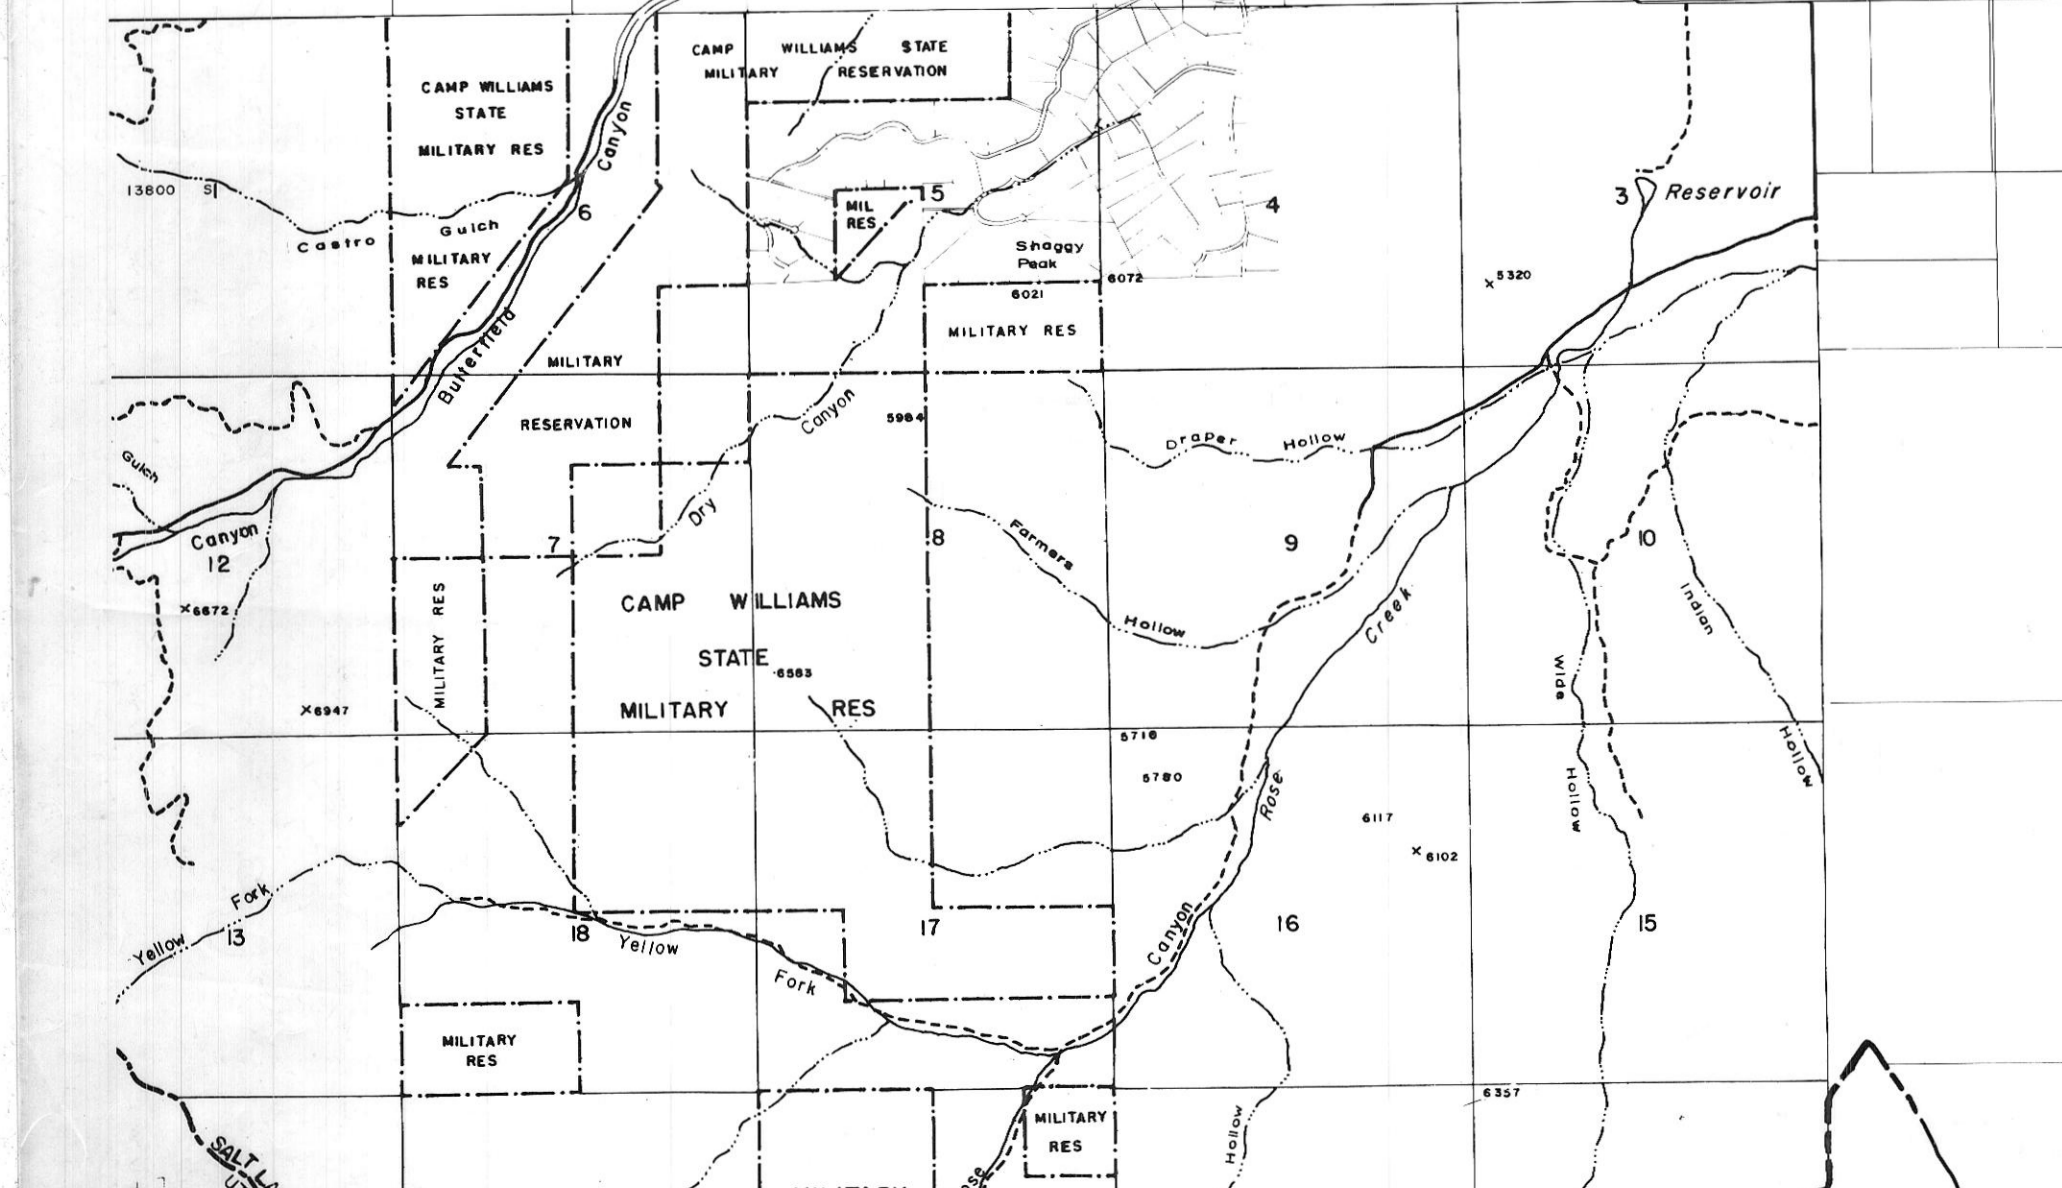 CAMP WILLIAMS STATE
MILITARY RESERVATION
CAMP WILLIAMS
STATE
MILITARY RES
Canyon
13800 S
Castro Gulch
6
MIL
RES
5
4
3
Reservoir
MILITARY
RES
Shaggy
Peak
6072
6021
5320
MILITARY RES
Butterfield
MILITARY
RESERVATION
5984
Canyon
Draper Hollow
Gulch
Dry
Canyon
12
7
8
Farmers
Hollow
9
10
6672
MILITARY RES
CAMP WILLIAMS
STATE
6583
MILITARY RES
Creek
Indian
Hollow
Wide
Hollow
6947
5716
5780
Rose
Canyon
6117
6102
Fork
Yellow
13
18
Yellow
Fork
17
16
15
MILITARY
RES
6357
MILITARY
RES
Hollow
SALT LA